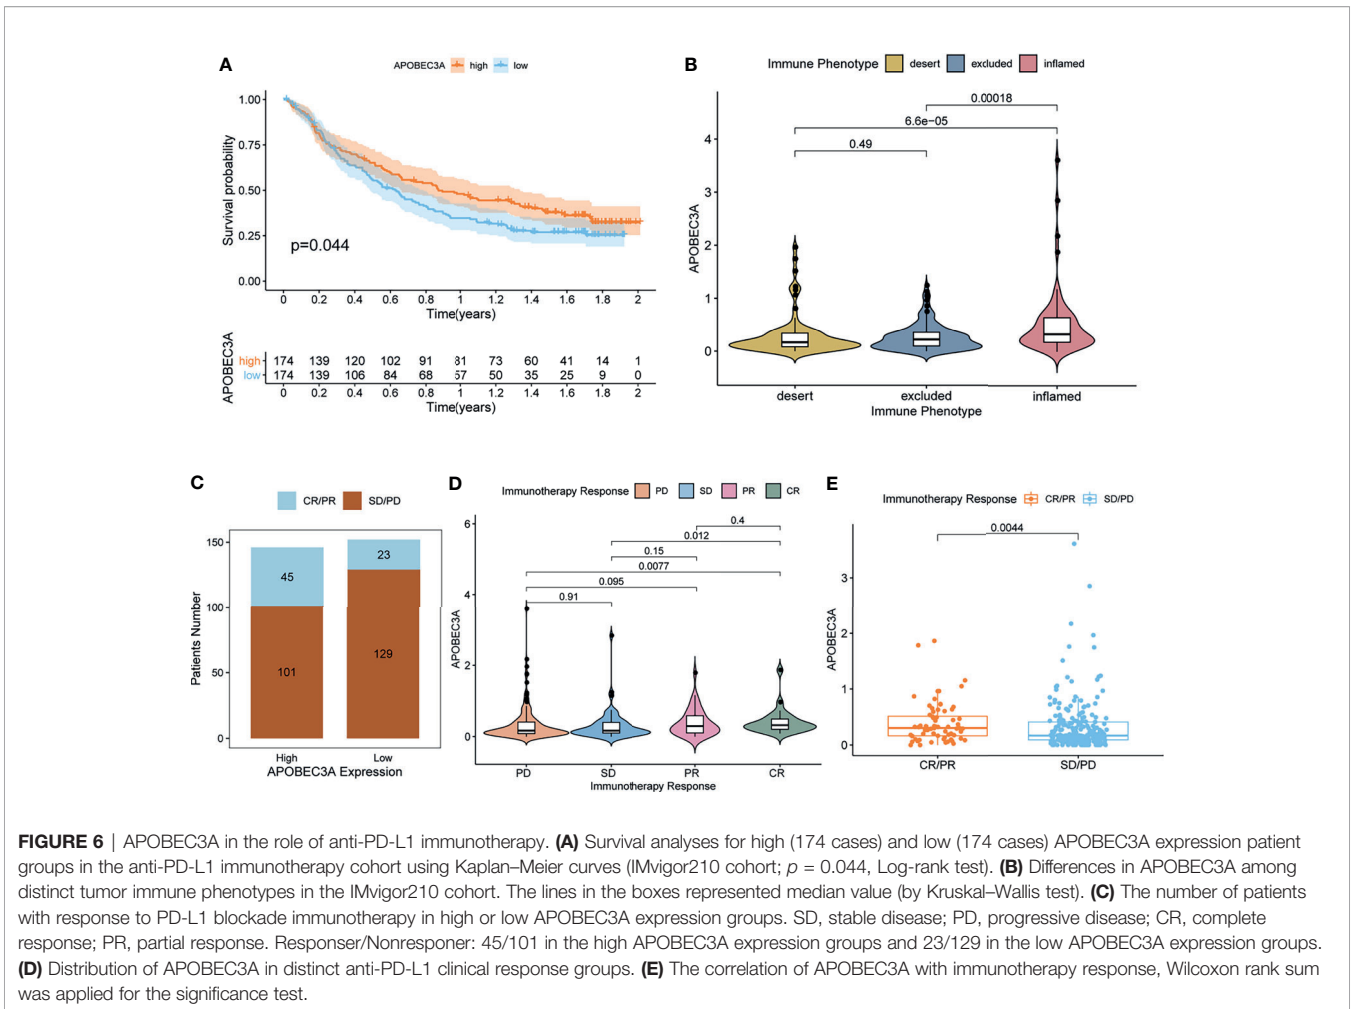 A
APOBEC3A high low
1.00
0.75
0.50
0.25
0.00
Survival probability
p=0.044
0 0.2 0.4 0.6 0.8 1 1.2 1.4 1.6 1.8 2
Time(years)
APOBEC3A
high 174 139 120 102 91 81 73 60 41 14 1
low 174 139 106 84 68 57 50 35 25 9 0
0 0.2 0.4 0.6 0.8 1 1.2 1.4 1.6 1.8 2
Time(years)
B
Immune Phenotype desert excluded inflamed
0.00018
6.6e−05
0.49
4
3
2
1
0
APOBEC3A
desert excluded inflamed
Immune Phenotype
C
CR/PR SD/PD
150
100
50
0
Patients Number
45
101
23
129
High Low
APOBEC3A Expression
D
Immunotherapy Response PD SD PR CR
6
4
2
0
APOBEC3A
0.4
0.012
0.15
0.0077
0.095
0.91
PD SD PR CR
Immunotherapy Response
E
Immunotherapy Response CR/PR SD/PD
0.0044
3
2
1
0
APOBEC3A
CR/PR SD/PD
FIGURE 6 | APOBEC3A in the role of anti-PD-L1 immunotherapy. (A) Survival analyses for high (174 cases) and low (174 cases) APOBEC3A expression patient
groups in the anti-PD-L1 immunotherapy cohort using Kaplan–Meier curves (IMvigor210 cohort; p = 0.044, Log-rank test). (B) Differences in APOBEC3A among
distinct tumor immune phenotypes in the IMvigor210 cohort. The lines in the boxes represented median value (by Kruskal–Wallis test). (C) The number of patients
with response to PD-L1 blockade immunotherapy in high or low APOBEC3A expression groups. SD, stable disease; PD, progressive disease; CR, complete
response; PR, partial response. Responser/Nonresponer: 45/101 in the high APOBEC3A expression groups and 23/129 in the low APOBEC3A expression groups.
(D) Distribution of APOBEC3A in distinct anti-PD-L1 clinical response groups. (E) The correlation of APOBEC3A with immunotherapy response, Wilcoxon rank sum
was applied for the significance test.